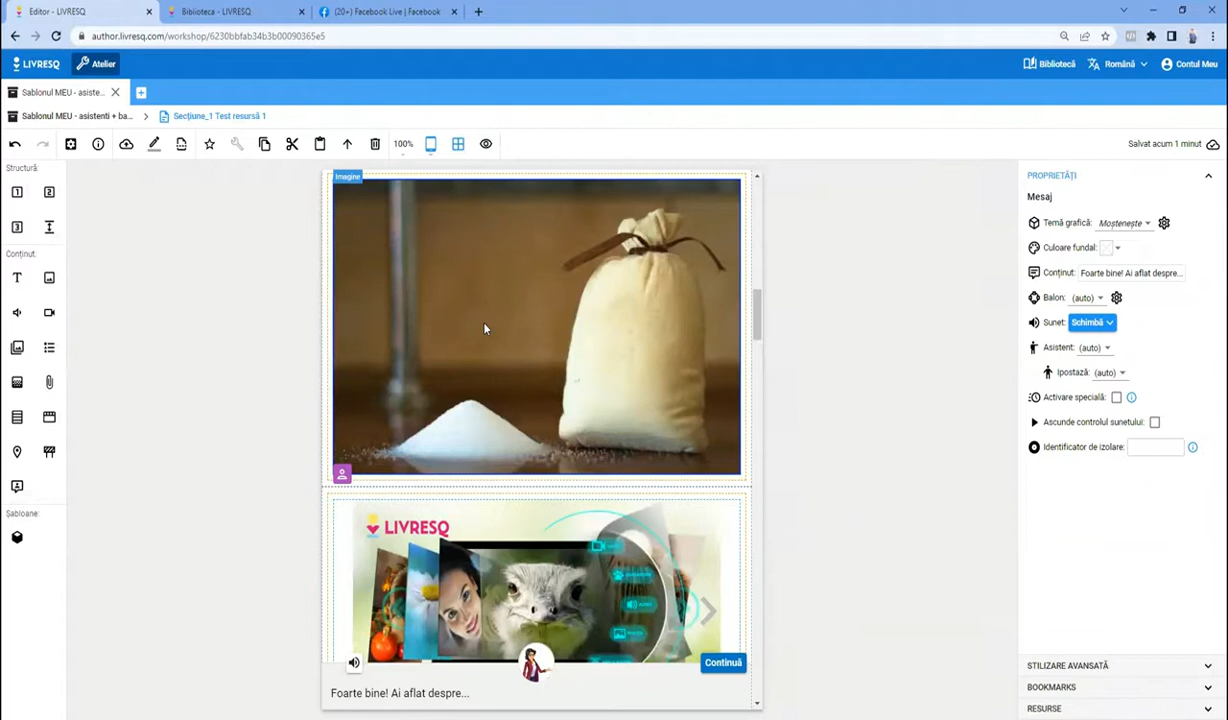 Editor - LIVRESQ
Biblioteca - LIVRESQ
(20+) Facebook Live | Facebook
author.livresq.com/workshop/6230bbfab34b3b00090365e5
LIVRESQ
Atelier
Bibliotecă
Română
Contul Meu
Sablonul MEU - asiste...
Sablonul MEU - asistenti + ba...
Secțiune_1 Test resursă 1
100%
Salvat acum 1 minut
Structură:
Conținut:
Șabloane:
Imagine
LIVRESQ
Continuă
Foarte bine! Ai aflat despre...
PROPRIETĂȚI
Mesaj
Temă grafică: Moștenește
Culoare fundal:
Conținut: Foarte bine! Ai aflat despre...
Balon: (auto)
Sunet: Schimbă
Asistent: (auto)
Ipostază: (auto)
Activare specială:
Ascunde controlul sunetului:
Identificator de izolare:
STILIZARE AVANSATĂ
BOOKMARKS
RESURSE